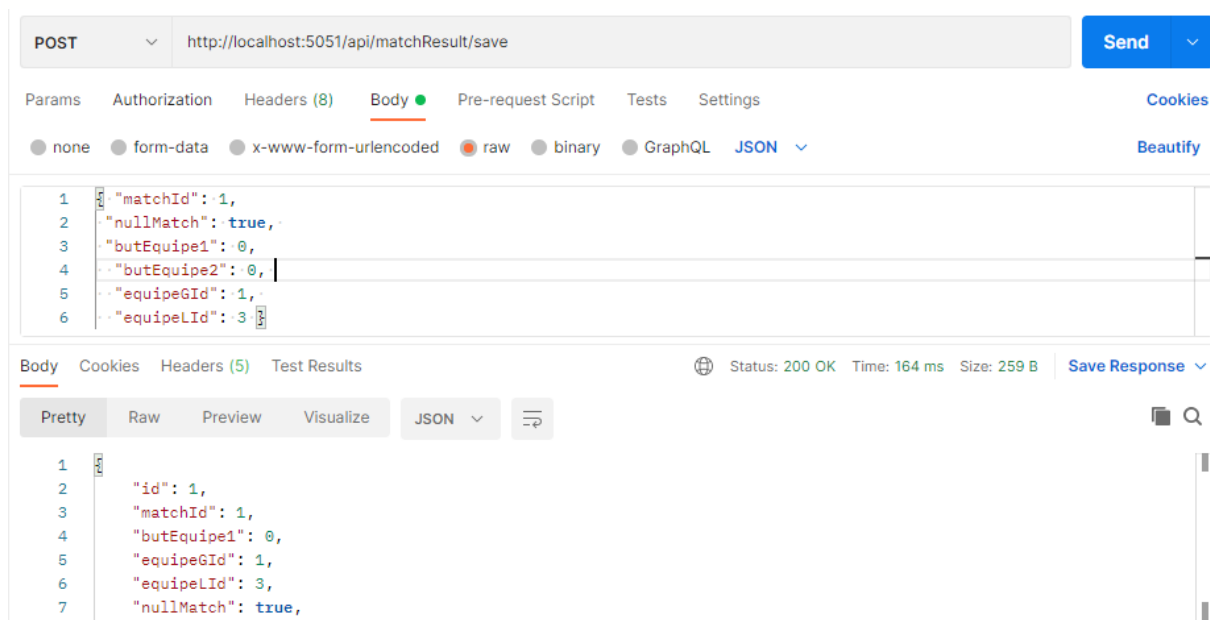 POST http://localhost:5051/api/matchResult/save Send
Params Authorization Headers (8) Body Pre-request Script Tests Settings Cookies
none form-data x-www-form-urlencoded raw binary GraphQL JSON Beautify
1 { "matchId": 1,
2 "nullMatch": true,
3 "butEquipe1": 0,
4 "butEquipe2": 0,
5 "equipeGId": 1,
6 "equipeLId": 3 }
Body Cookies Headers (5) Test Results Status: 200 OK Time: 164 ms Size: 259 B Save Response
Pretty Raw Preview Visualize JSON
1 {
2 "id": 1,
3 "matchId": 1,
4 "butEquipe1": 0,
5 "equipeGId": 1,
6 "equipeLId": 3,
7 "nullMatch": true,